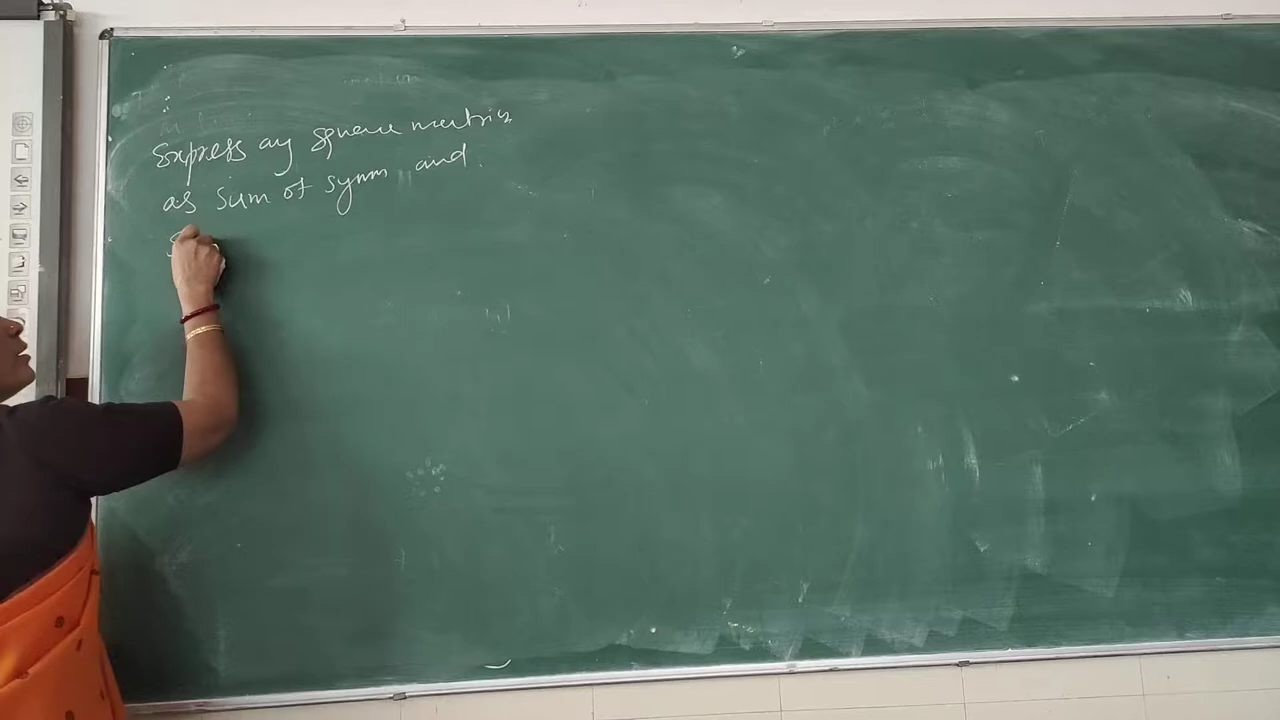 Express any square matrix
as sum of symm and
S